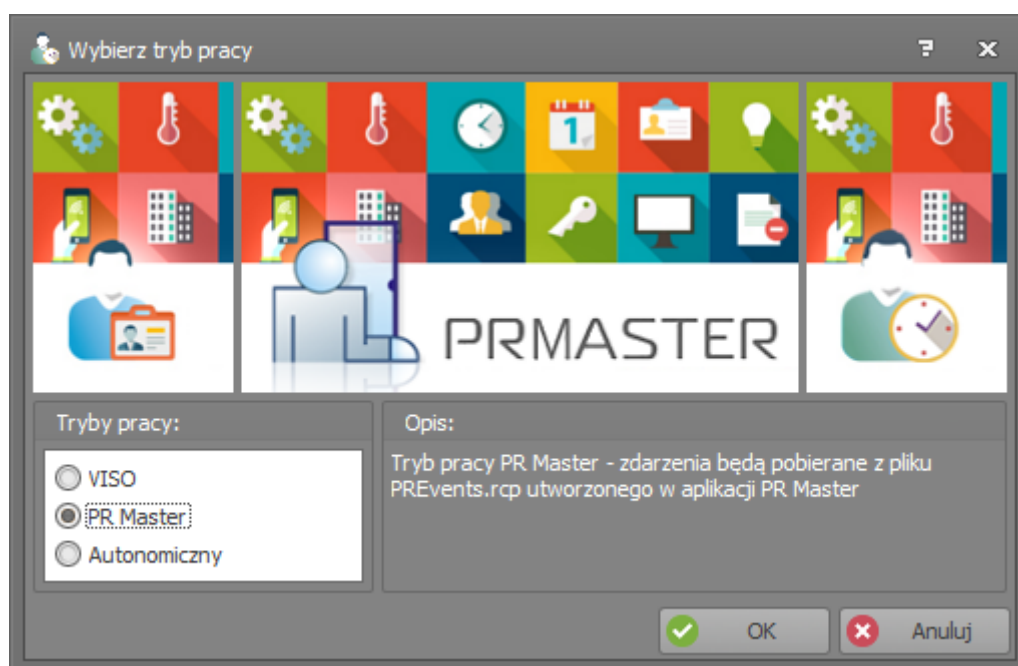 Wybierz tryb pracy
1
PRMASTER
Tryby pracy:
VISO
PR Master
Autonomiczny
Opis:
Tryb pracy PR Master - zdarzenia będą pobierane z pliku
PREvents.rcp utworzonego w aplikacji PR Master
OK
Anuluj